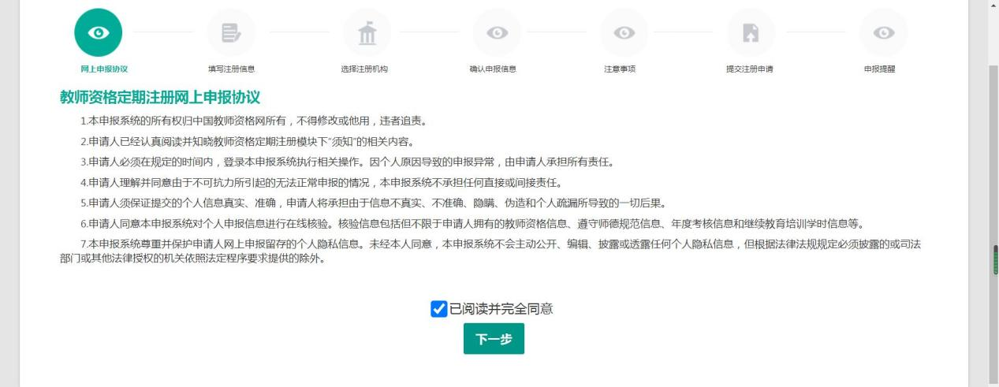 网上申报协议 填写注册信息 选择注册机构 确认申报信息 注意事项 提交注册申请 申报提醒
教师资格定期注册网上申报协议
1.本申报系统的所有权归中国教师资格网所有，不得修改或他用，违者追责。
2.申请人已经认真阅读并知晓教师资格定期注册模块下“须知”的相关内容。
3.申请人必须在规定的时间内，登录本申报系统执行相关操作。因个人原因导致的申报异常，由申请人承担所有责任。
4.申请人理解并同意由于不可抗力所引起的无法正常申报的情况，本申报系统不承担任何直接或间接责任。
5.申请人须保证提交的个人信息真实、准确，申请人将承担由于信息不真实、不准确、隐瞒、伪造和个人疏漏所导致的一切后果。
6.申请人同意本申报系统对个人申报信息进行在线核验。核验信息包括但不限于申请人拥有的教师资格信息、遵守师德规范信息、年度考核信息和继续教育培训学时信息等。
7.本申报系统尊重并保护申请人网上申报留存的个人隐私信息。未经本人同意，本申报系统不会主动公开、编辑、披露或透露任何个人隐私信息，但根据法律法规规定必须披露的或司法
部门或其他法律授权的机关依照法定程序要求提供的除外。
已阅读并完全同意
下一步